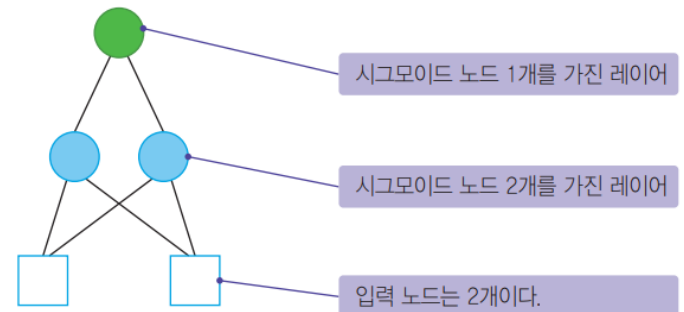 시그모이드 노드 1개를 가진 레이어
시그모이드 노드 2개를 가진 레이어
입력 노드는 2개이다.